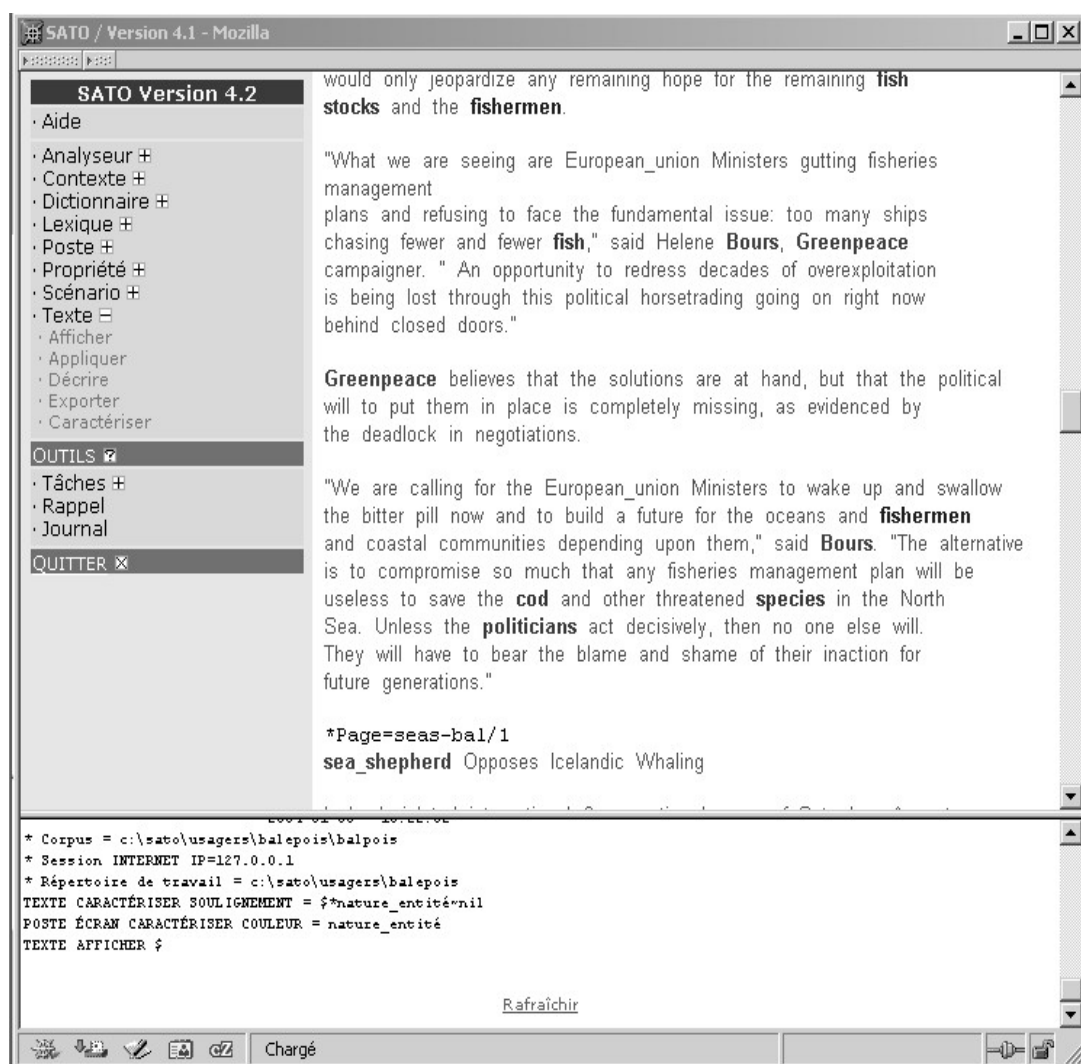 SATO / Version 4.1 - Mozilla
SATO Version 4.2
· Aide
· Analyseur
· Contexte
· Dictionnaire
· Lexique
· Poste
· Propriété
· Scénario
· Texte
· Afficher
· Appliquer
· Décrire
· Exporter
· Caractériser
OUTILS
· Tâches
· Rappel
· Journal
QUITTER
would only jeopardize any remaining hope for the remaining fish
stocks and the fishermen.
"What we are seeing are European_union Ministers gutting fisheries
management
plans and refusing to face the fundamental issue: too many ships
chasing fewer and fewer fish," said Helene Bours, Greenpeace
campaigner. " An opportunity to redress decades of overexploitation
is being lost through this political horsetrading going on right now
behind closed doors."
Greenpeace believes that the solutions are at hand, but that the political
will to put them in place is completely missing, as evidenced by
the deadlock in negotiations.
"We are calling for the European_union Ministers to wake up and swallow
the bitter pill now and to build a future for the oceans and fishermen
and coastal communities depending upon them," said Bours. "The alternative
is to compromise so much that any fisheries management plan will be
useless to save the cod and other threatened species in the North
Sea. Unless the politicians act decisively, then no one else will.
They will have to bear the blame and shame of their inaction for
future generations."
*Page=seas-bal/1
sea_shepherd Opposes Icelandic Whaling
* Corpus = c:\sato\usagers\balepois\balpois
* Session INTERNET IP=127.0.0.1
* Répertoire de travail = c:\sato\usagers\balepois
TEXTE CARACTÉRISER SOULIGNEMENT = $*nature_entité~nil
POSTE ÉCRAN CARACTÉRISER COULEUR = nature_entité
TEXTE AFFICHER $
Rafraîchir
Chargé